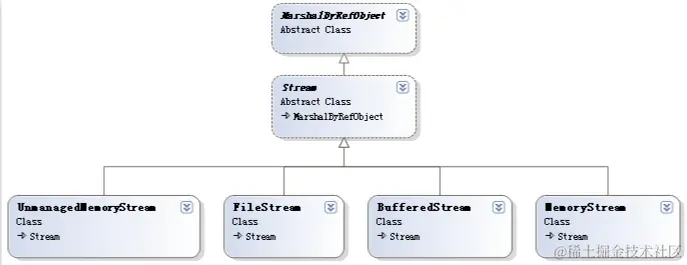 MarshalByRefObject
Abstract Class
Stream
Abstract Class
MarshalByRefObject
UnmanagedMemoryStream
Class
Stream
FileStream
Class
Stream
BufferedStream
Class
Stream
MemoryStream
Class
Stream
@稀土掘金技术社区